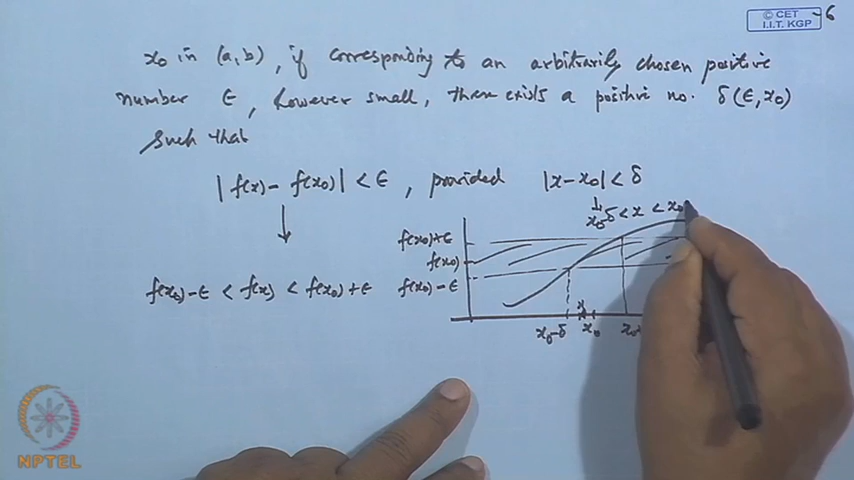 © CET
I.I.T. KGP
-6
x₀ in (a,b), if corresponding to an arbitrarily chosen positive
number ε, however small, there exists a positive no. δ(ε, x₀)
such that
|f(x) - f(x₀)| < ε, provided |x - x₀| < δ
x₀-δ < x < x₀
f(x₀)+ε
f(x₀)
f(x₀)-ε < f(x) < f(x₀)+ε
f(x₀)-ε
x
x₀-δ x₀
NPTEL